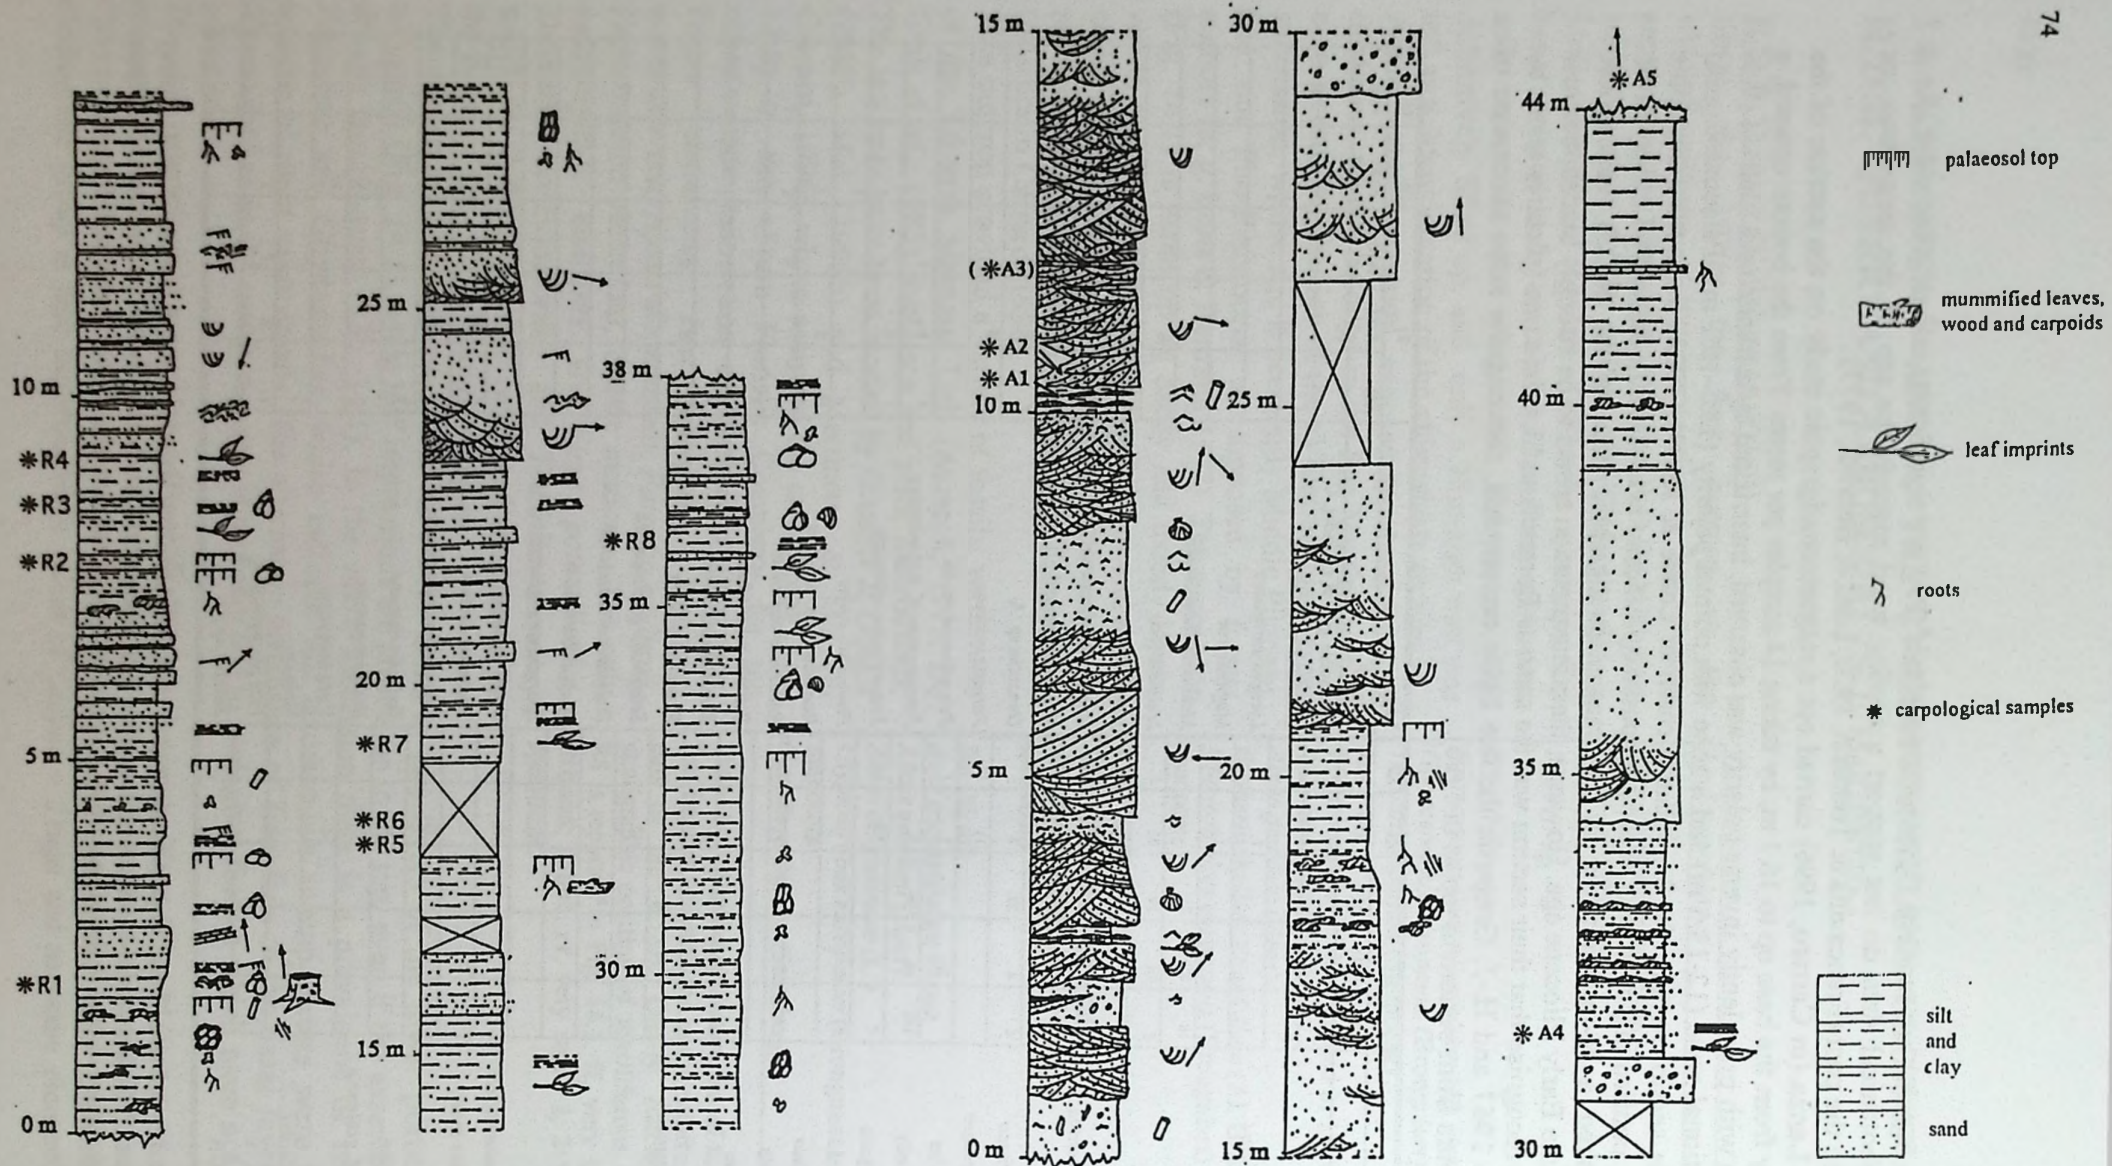 74
10 m
✳R4
✳R3
✳R2
5 m
✳R1
0 m
25 m
20 m
✳R7
✳R6
✳R5
15 m
38 m
✳R8
35 m
30 m
15 m
(✳A3)
✳A2
✳A1
10 m
5 m
0 m
30 m
25 m
20 m
15 m
✳A5
44 m
40 m
35 m
✳A4
30 m
palaeosol top
mummified leaves,
wood and carpoids
leaf imprints
roots
✳ carpological samples
silt
and
clay
sand